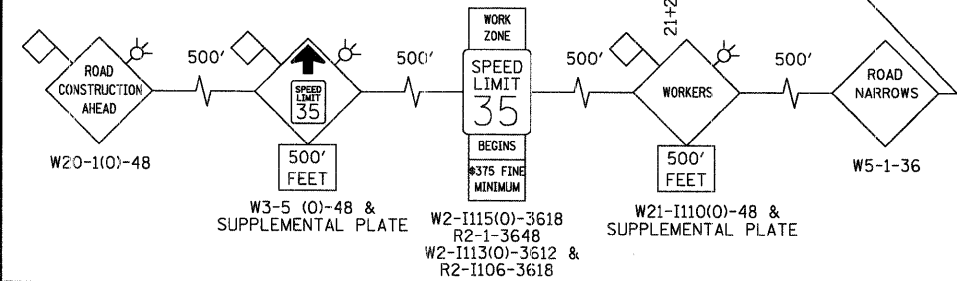 ROAD
CONSTRUCTION
AHEAD
W20-1(O)-48
500'
SPEED
LIMIT
35
500'
FEET
W3-5 (O)-48 &
SUPPLEMENTAL PLATE
500'
WORK
ZONE
SPEED
LIMIT
35
BEGINS
$375 FINE
MINIMUM
W2-I115(O)-3618
R2-1-3648
W2-I113(O)-3612 &
R2-I106-3618
500'
21+2
WORKERS
500'
FEET
W21-I110(O)-48 &
SUPPLEMENTAL PLATE
500'
ROAD
NARROWS
W5-1-36